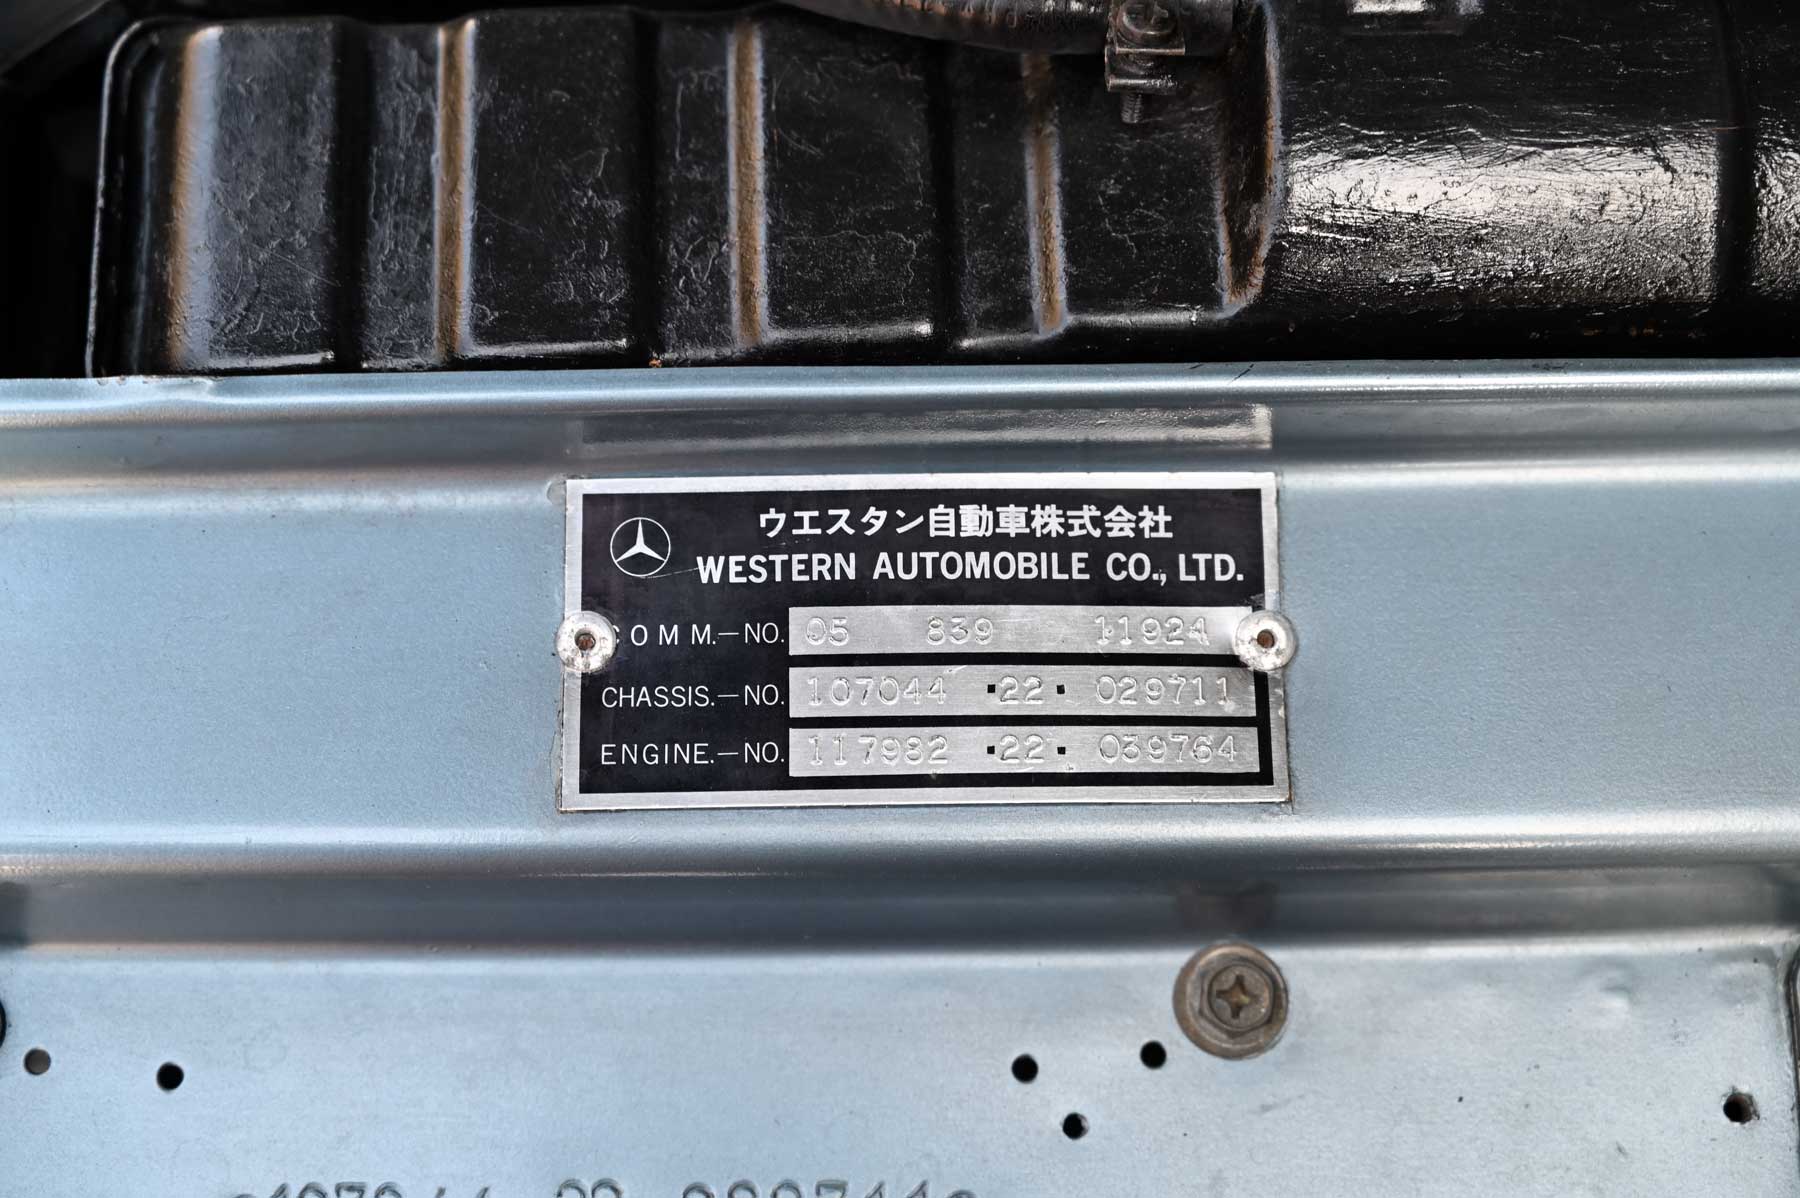 ウエスタン自動車株式会社
WESTERN AUTOMOBILE CO., LTD.
COMM.—NO. 05 839 11924
CHASSIS.—NO. 107044 ·22· 029711
ENGINE.—NO. 117982 ·22· 039764